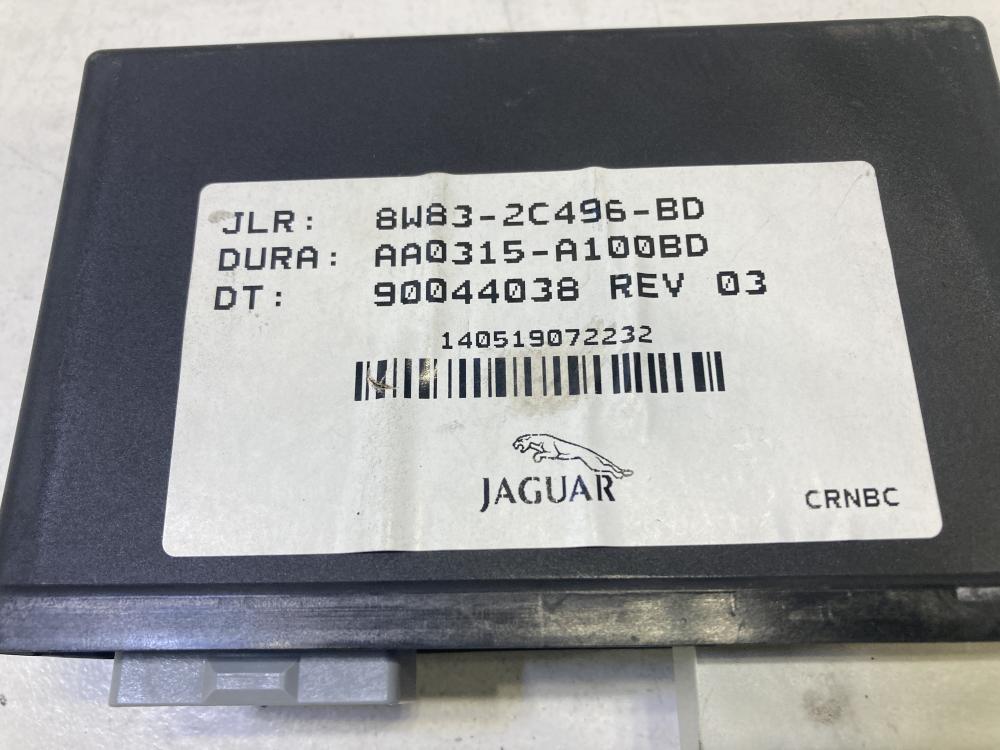 JLR: 8W83-2C496-BD
DURA: AA0315-A100BD
DT: 90044038 REV 03
140519072232
JAGUAR
CRNBC